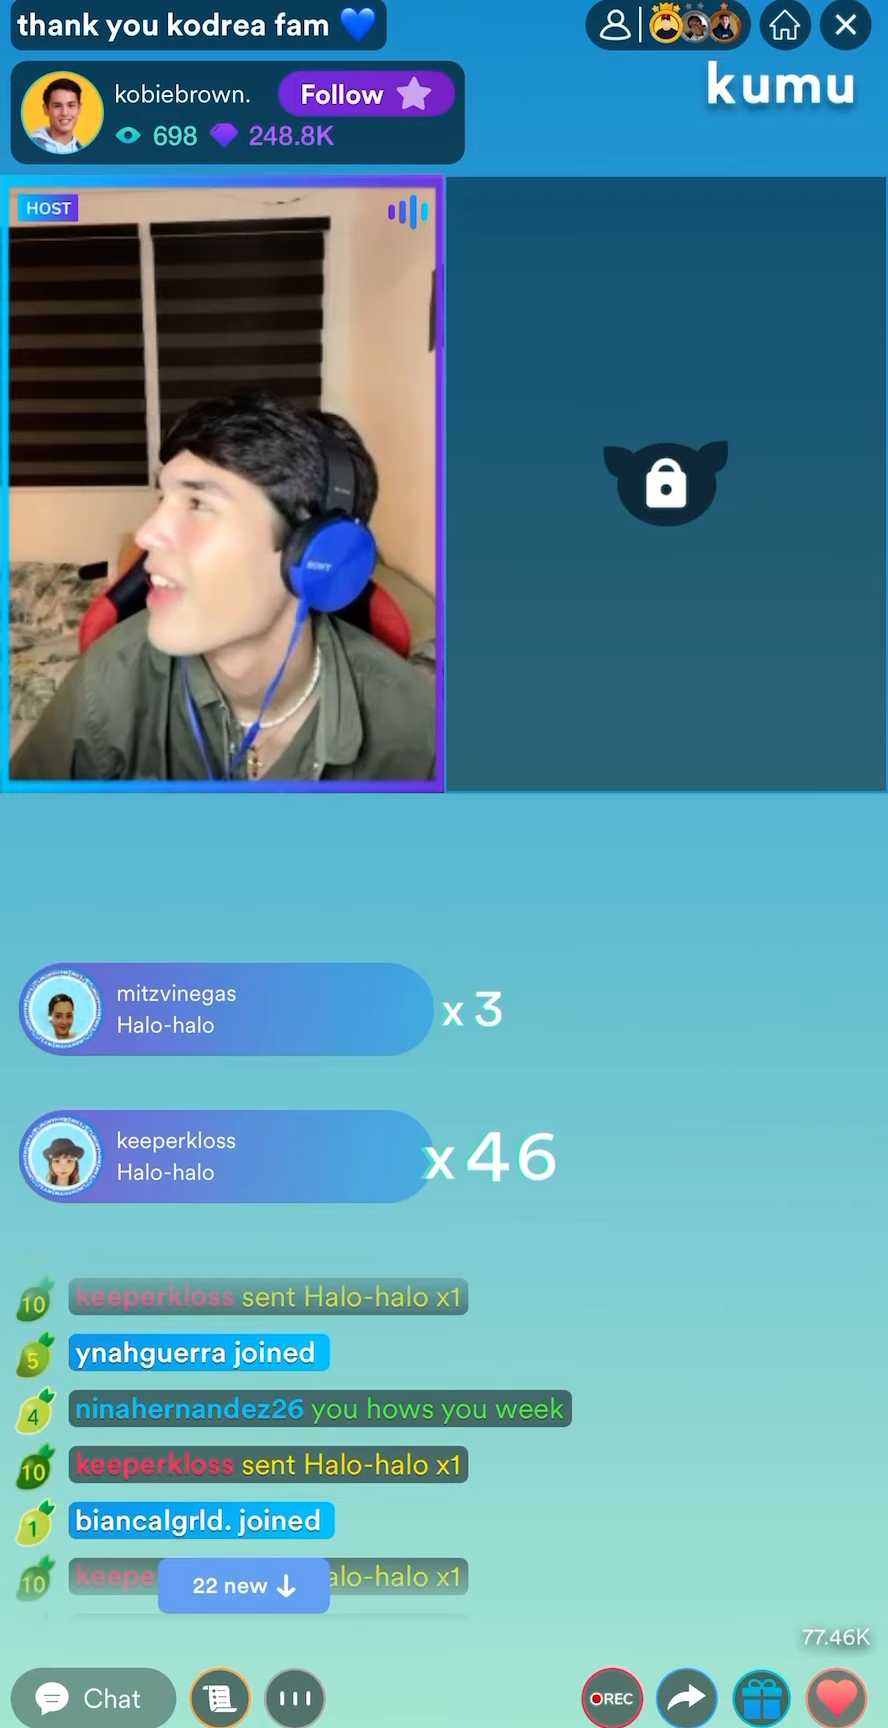 thank you kodrea fam 💙
kobiebrown.
Follow
698 248.8K
kumu
HOST
SONY
mitzvinegas
Halo-halo
x 3
keeperkloss
Halo-halo
x 46
10 keeperkloss sent Halo-halo x1
5 ynahguerra joined
4 ninahernandez26 you hows you week
10 keeperkloss sent Halo-halo x1
1 biancalgrld. joined
10 keepe alo-halo x1
22 new ↓
77.46K
Chat
REC